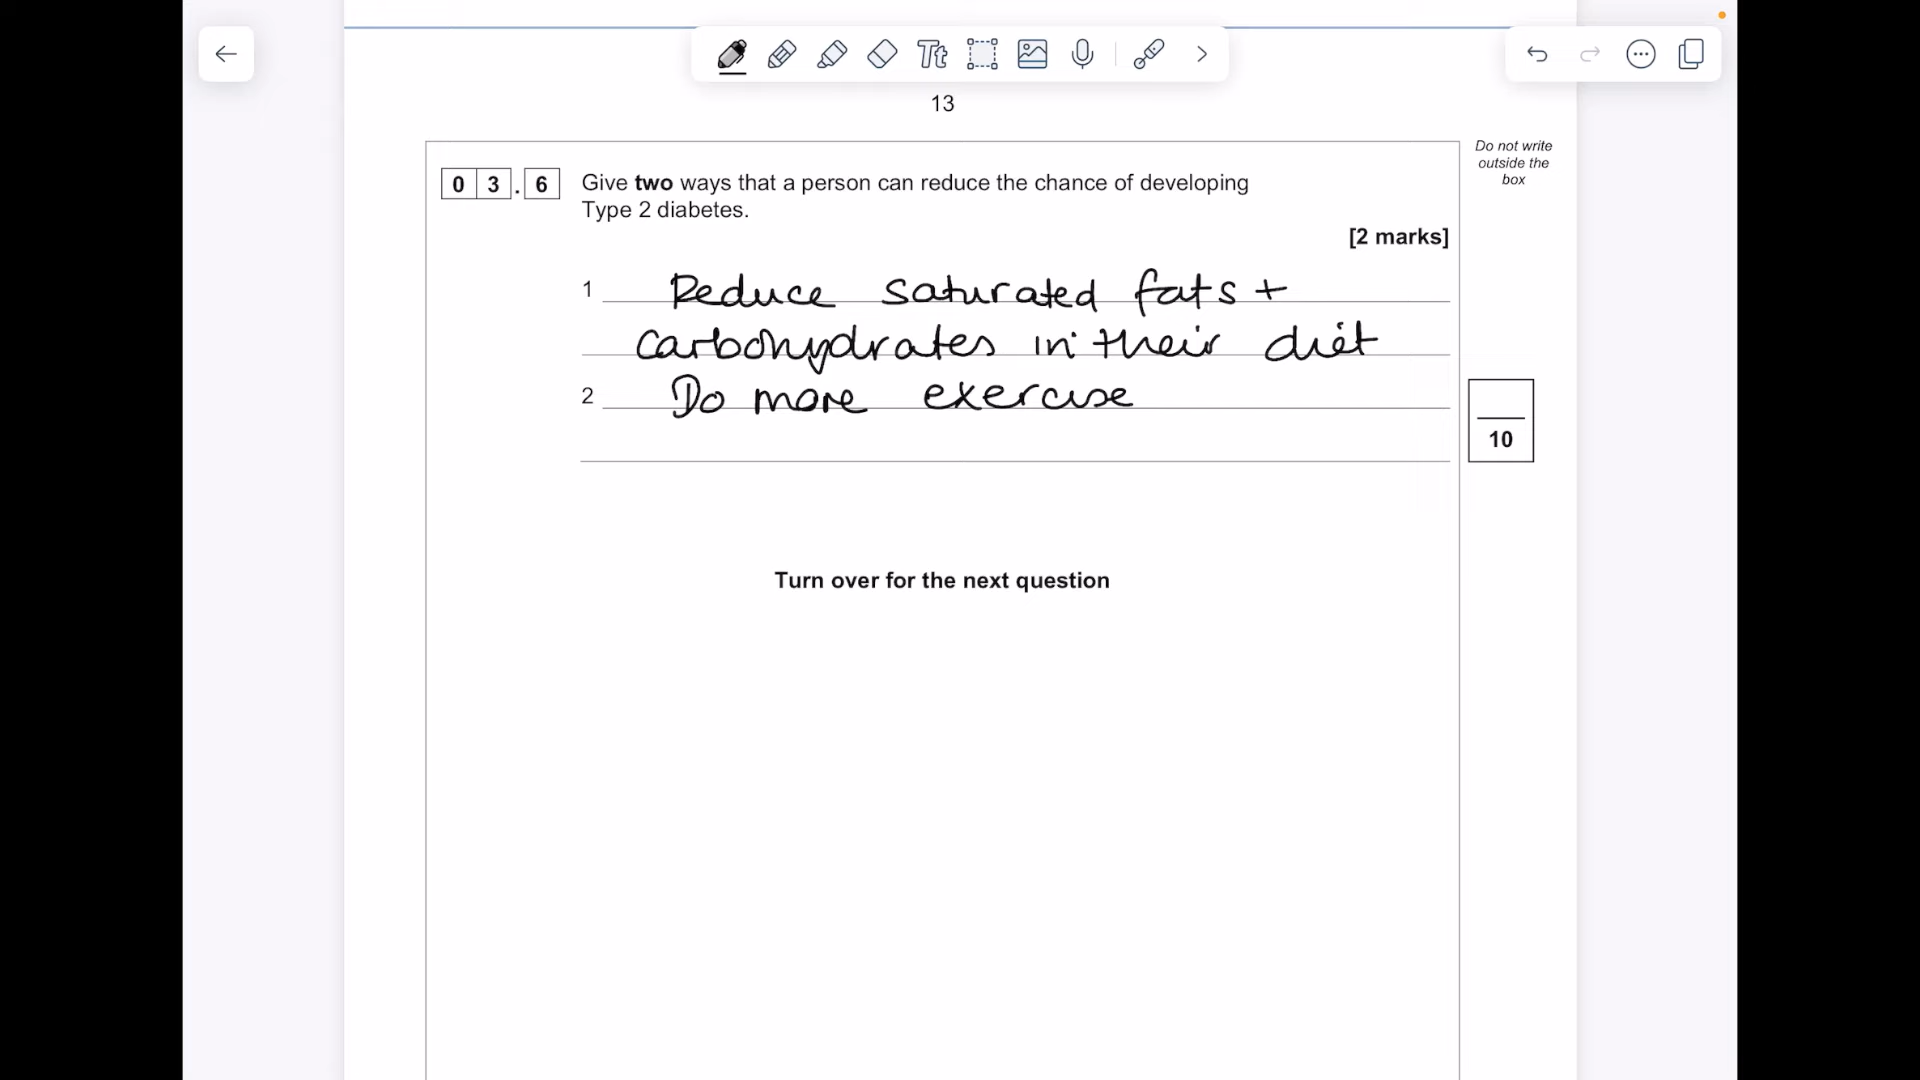 Tt
13
Do not write
outside the
box
0 3 . 6 Give two ways that a person can reduce the chance of developing
Type 2 diabetes.
[2 marks]
1 Reduce saturated fats +
carbohydrates in their diet
2 Do more exercise
10
Turn over for the next question